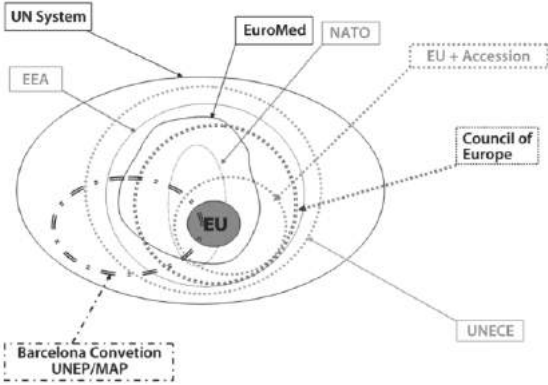 UN System
EuroMed
NATO
EEA
EU + Accession
Council of
Europe
EU
UNECE
Barcelona Convetion
UNEP/MAP